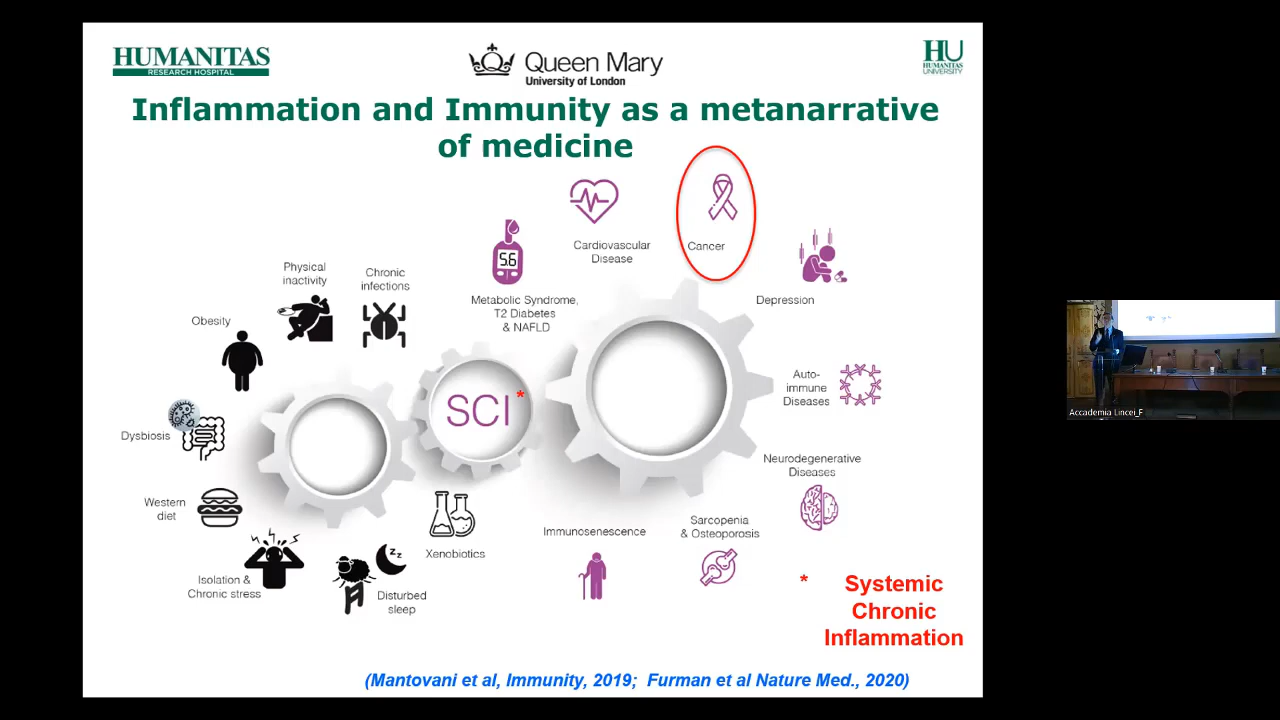 HUMANITAS
RESEARCH HOSPITAL
Queen Mary
University of London
HU
HUMANITAS
UNIVERSITY
Inflammation and Immunity as a metanarrative
of medicine
Cardiovascular
Disease
Cancer
5.6
Physical
inactivity
Chronic
infections
Metabolic Syndrome,
T2 Diabetes
& NAFLD
Depression
Obesity
Auto-
immune
Diseases
SCI*
Dysbiosis
Neurodegenerative
Diseases
Western
diet
Immunosenescence
Sarcopenia
& Osteoporosis
Xenobiotics
zz
Isolation &
Chronic stress
Disturbed
sleep
* Systemic
Chronic
Inflammation
(Mantovani et al, Immunity, 2019; Furman et al Nature Med., 2020)
Accademia Lincei_F